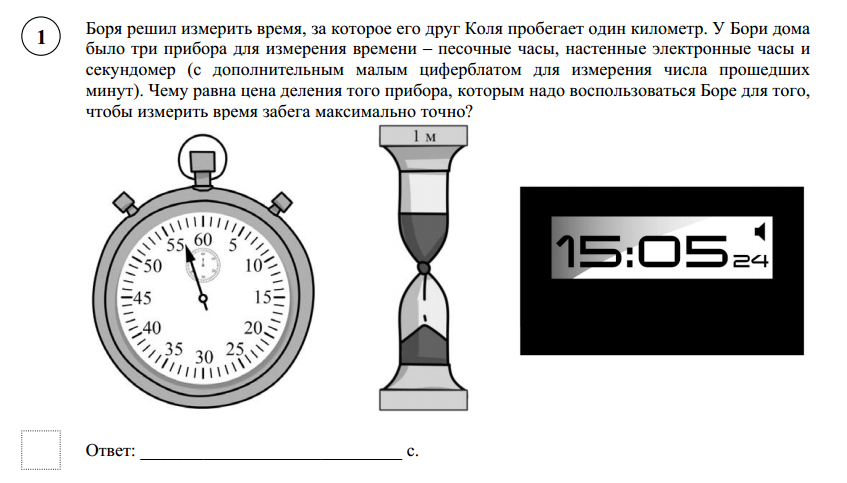 1
Боря решил измерить время, за которое его друг Коля пробегает один километр. У Бори дома
было три прибора для измерения времени – песочные часы, настенные электронные часы и
секундомер (с дополнительным малым циферблатом для измерения числа прошедших
минут). Чему равна цена деления того прибора, которым надо воспользоваться Боре для того,
чтобы измерить время забега максимально точно?
1 м
55 60 5
50 10
45 15
40 20
35 30 25
15:05 24
Ответ: ______________________________ с.